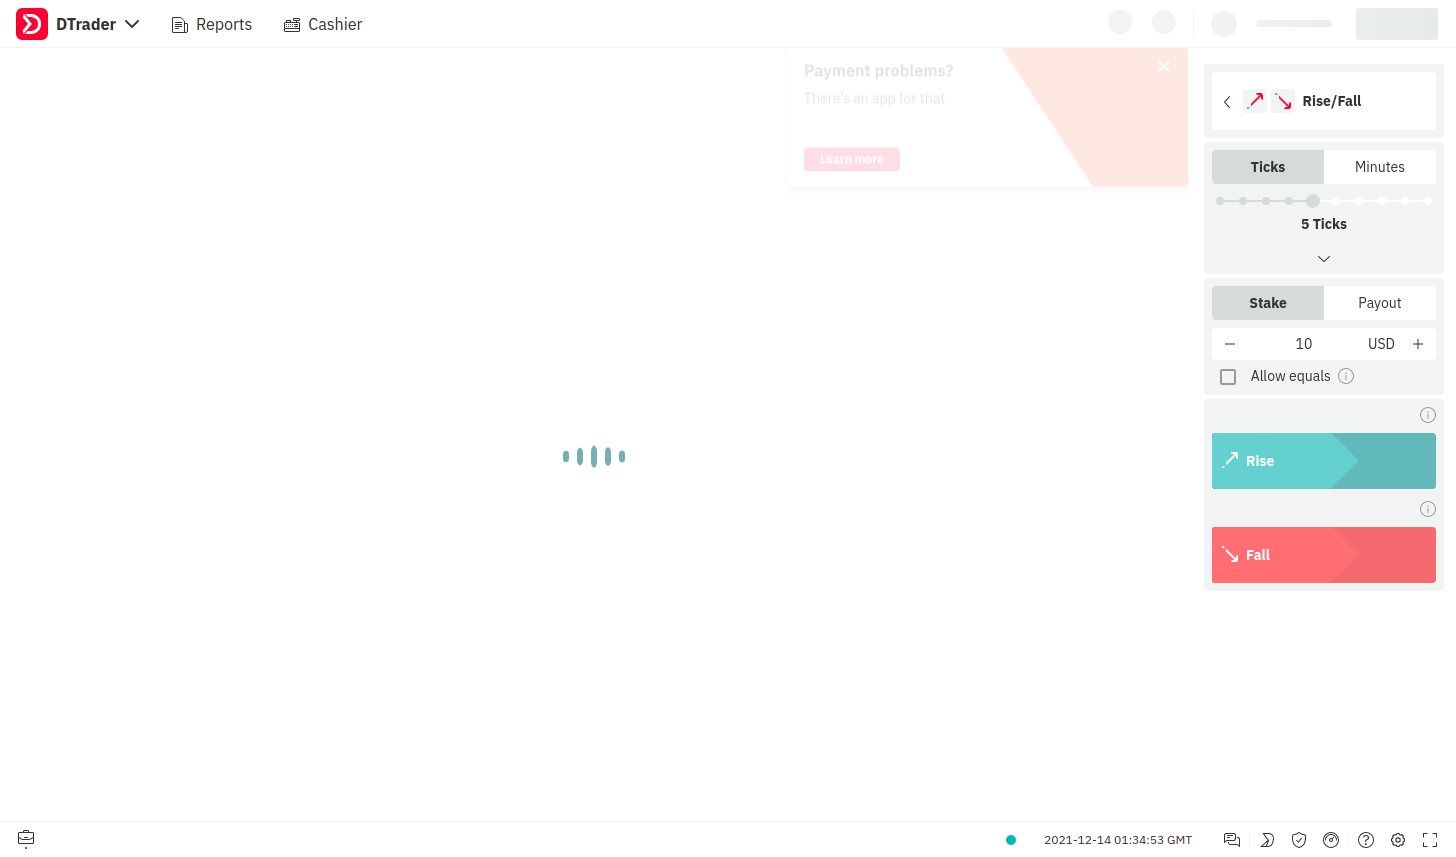 DTrader
Reports
Cashier
Payment problems?
There's an app for that
Learn more
Rise/Fall
Ticks
Minutes
5 Ticks
Stake
Payout
10
USD
Allow equals
Rise
Fall
2021-12-14 01:34:53 GMT